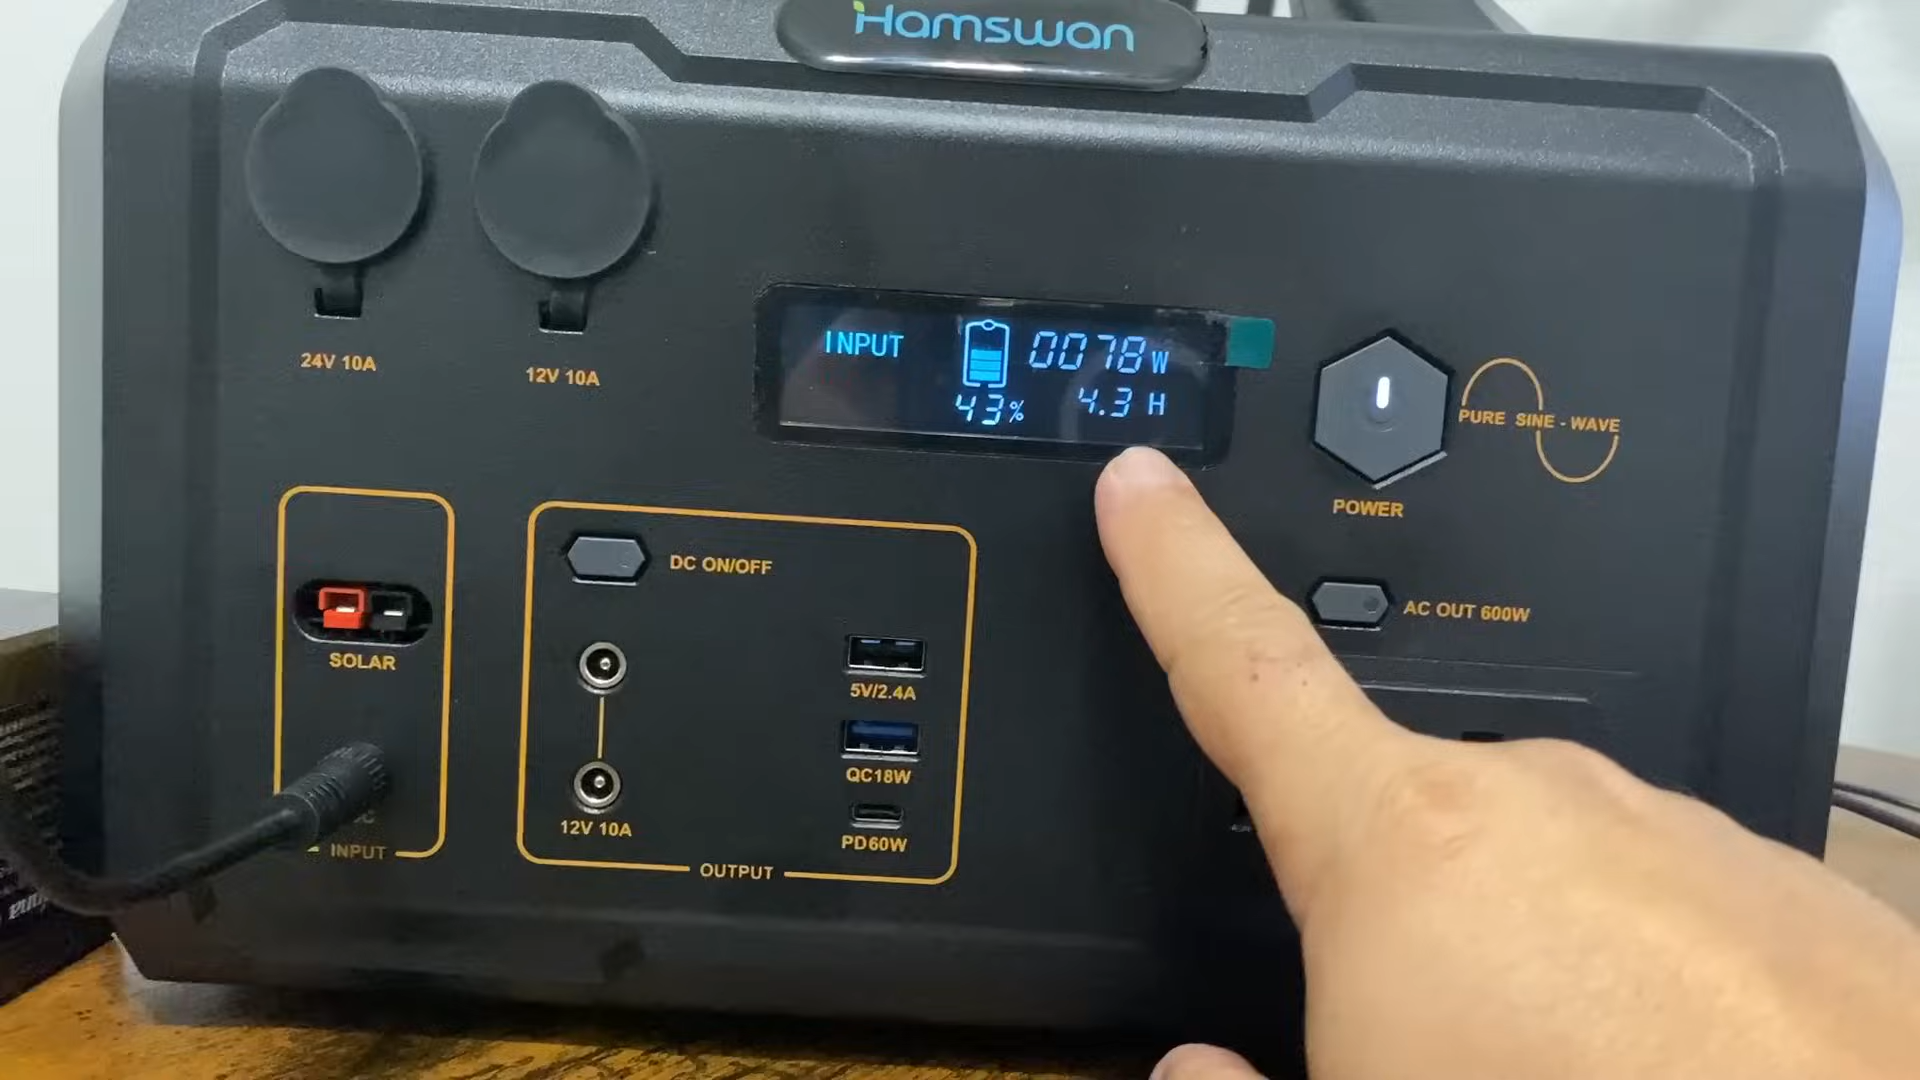 Hamswan
24V 10A
12V 10A
INPUT
0078W
43%
4.3 H
PURE SINE - WAVE
POWER
DC ON/OFF
AC OUT 600W
SOLAR
5V/2.4A
QC18W
12V 10A
PD60W
INPUT
OUTPUT